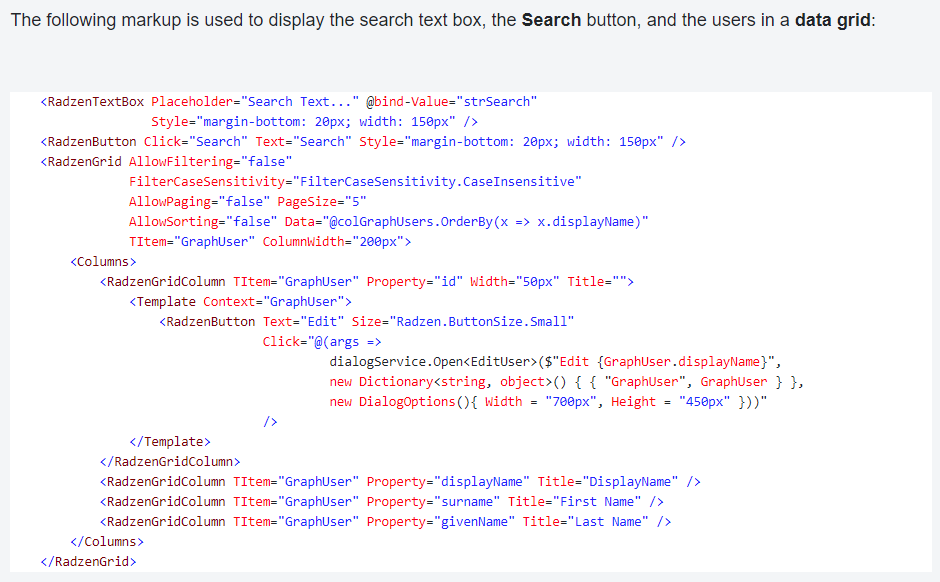 The following markup is used to display the search text box, the Search button, and the users in a data grid:
<RadzenTextBox Placeholder="Search Text..." @bind-Value="strSearch"
Style="margin-bottom: 20px; width: 150px" />
<RadzenButton Click="Search" Text="Search" Style="margin-bottom: 20px; width: 150px" />
<RadzenGrid AllowFiltering="false"
FilterCaseSensitivity="FilterCaseSensitivity.CaseInsensitive"
AllowPaging="false" PageSize="5"
AllowSorting="false" Data="@colGraphUsers.OrderBy(x => x.displayName)"
TItem="GraphUser" ColumnWidth="200px">
<Columns>
<RadzenGridColumn TItem="GraphUser" Property="id" Width="50px" Title="">
<Template Context="GraphUser">
<RadzenButton Text="Edit" Size="Radzen.ButtonSize.Small"
Click="@(args =>
dialogService.Open<EditUser>($"Edit {GraphUser.displayName}",
new Dictionary<string, object>() { { "GraphUser", GraphUser } },
new DialogOptions(){ Width = "700px", Height = "450px" }))"
/>
</Template>
</RadzenGridColumn>
<RadzenGridColumn TItem="GraphUser" Property="displayName" Title="DisplayName" />
<RadzenGridColumn TItem="GraphUser" Property="surname" Title="First Name" />
<RadzenGridColumn TItem="GraphUser" Property="givenName" Title="Last Name" />
</Columns>
</RadzenGrid>